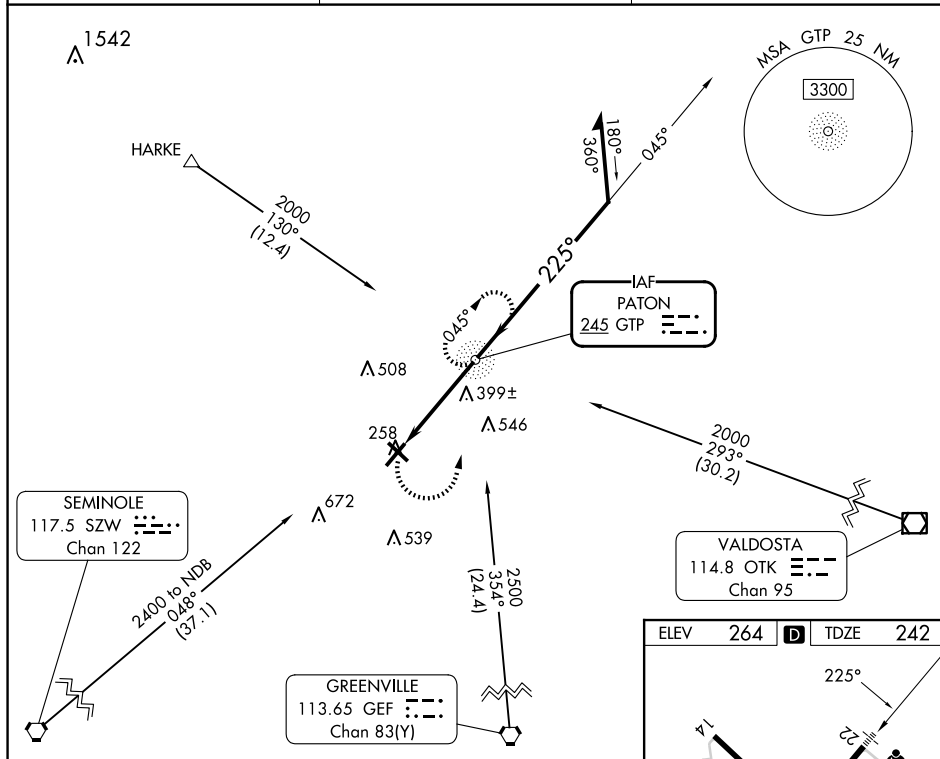 1542
MSA GTP 25 NM
3300
HARKE
2000
130°
(12.4)
180°
360°
045°
225°
IAF
PATON
245 GTP
045°
508
399±
546
258
2000
293°
(30.2)
SEMINOLE
117.5 SZW
Chan 122
672
539
VALDOSTA
114.8 OTK
Chan 95
2400 to NDB
048°
(37.1)
2500
354°
(24.4)
GREENVILLE
113.65 GEF
Chan 83(Y)
ELEV 264 D TDZE 242
225°
14
22